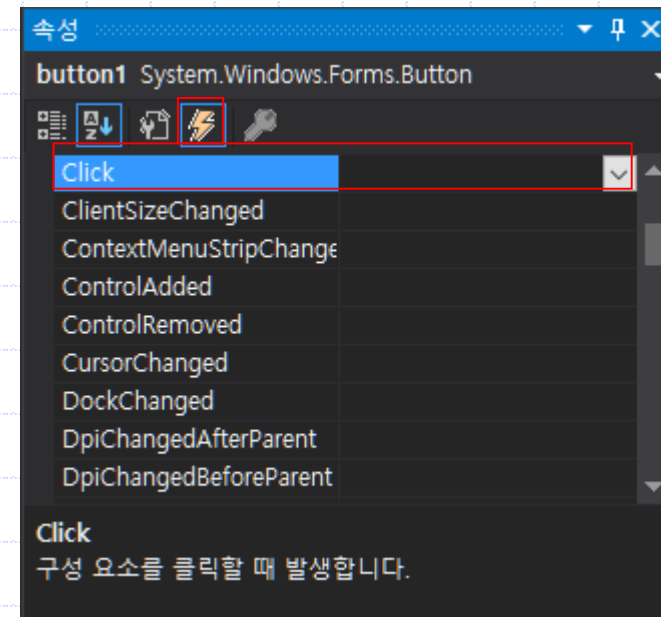 속성
button1 System.Windows.Forms.Button
Click
ClientSizeChanged
ContextMenuStripChange
ControlAdded
ControlRemoved
CursorChanged
DockChanged
DpiChangedAfterParent
DpiChangedBeforeParent
Click
구성 요소를 클릭할 때 발생합니다.